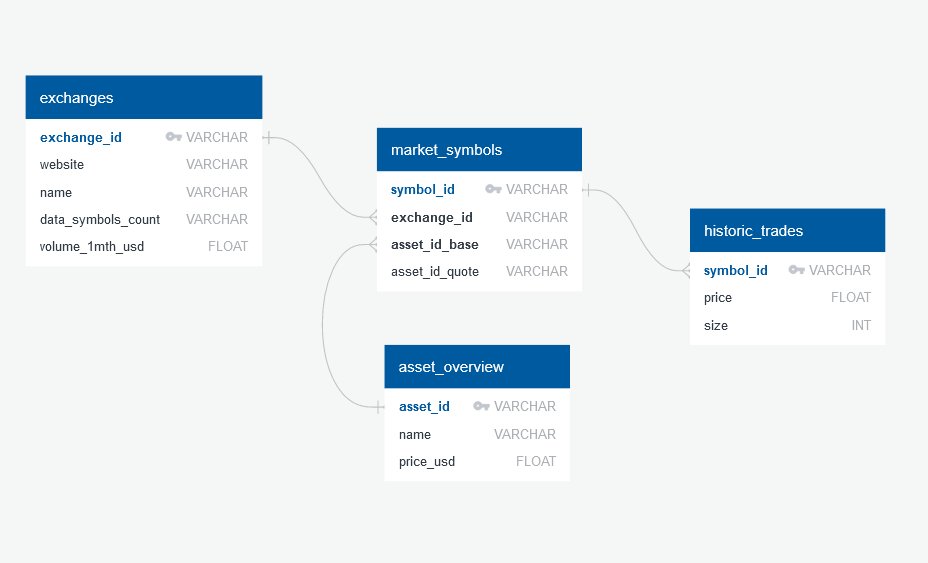 exchanges
exchange_id VARCHAR
website VARCHAR
name VARCHAR
data_symbols_count VARCHAR
volume_1mth_usd FLOAT
market_symbols
symbol_id VARCHAR
exchange_id VARCHAR
asset_id_base VARCHAR
asset_id_quote VARCHAR
historic_trades
symbol_id VARCHAR
price FLOAT
size INT
asset_overview
asset_id VARCHAR
name VARCHAR
price_usd FLOAT